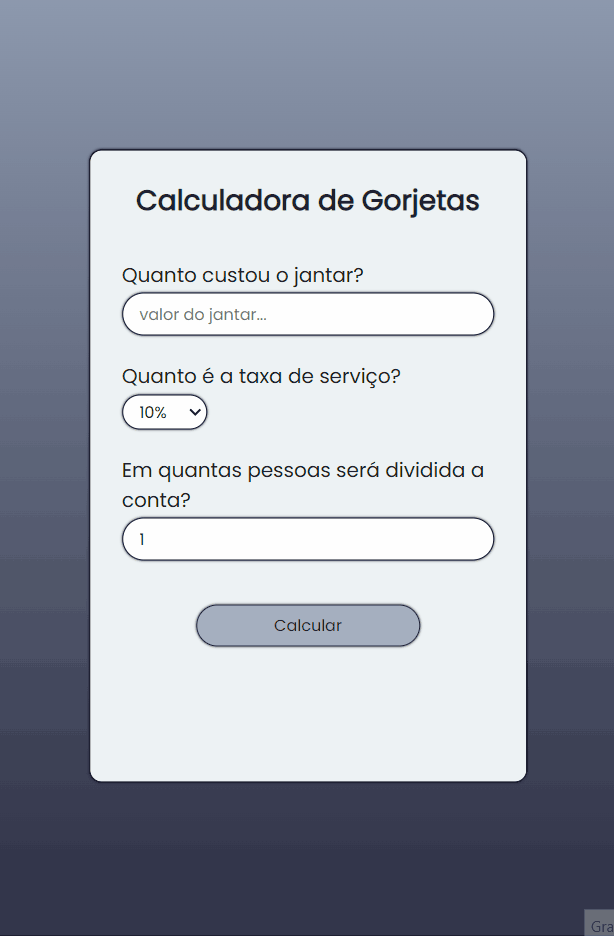 Calculadora de Gorjetas
Quanto custou o jantar?
valor do jantar...
Quanto é a taxa de serviço?
10%
Em quantas pessoas será dividida a
conta?
1
Calcular